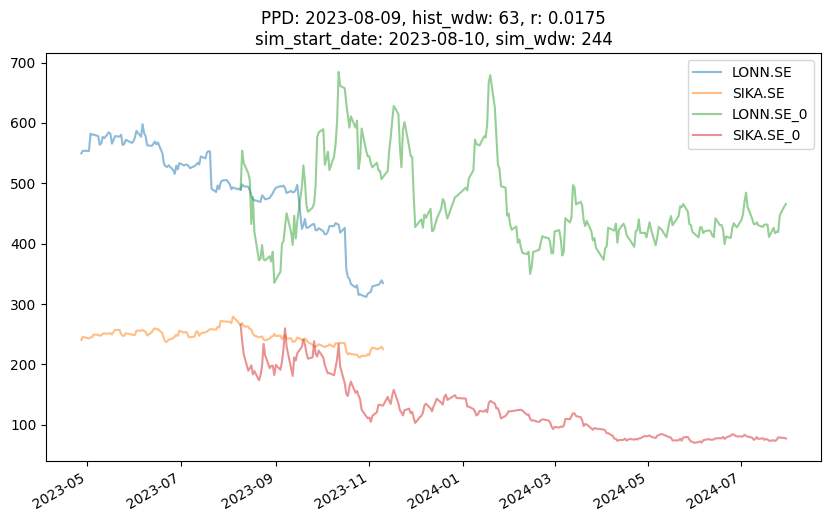 PPD: 2023-08-09, hist_wdw: 63, r: 0.0175
sim_start_date: 2023-08-10, sim_wdw: 244
700
600
500
400
300
200
100
LONN.SE
SIKA.SE
LONN.SE_0
SIKA.SE_0
2023-05
2023-07
2023-09
2023-11
2024-01
2024-03
2024-05
2024-07